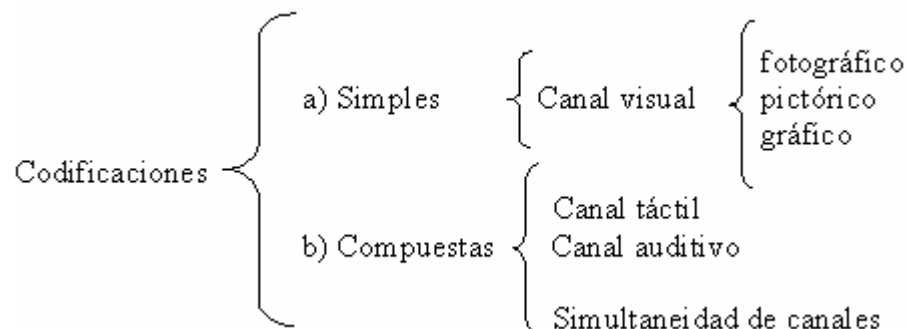 Codificaciones
a) Simples
Canal visual
fotográfico
pictórico
gráfico
b) Compuestas
Canal táctil
Canal auditivo
Simultaneidad de canales